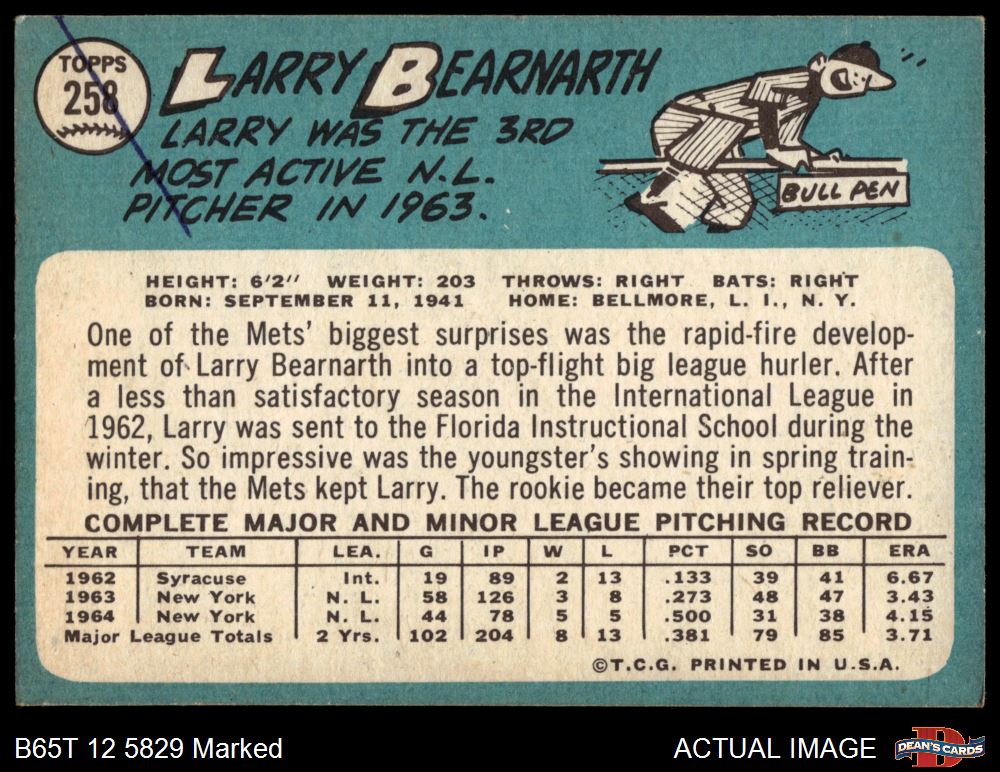 TOPPS
258
LARRY BEARNARTH
LARRY WAS THE 3RD
MOST ACTIVE N.L.
PITCHER IN 1963.
BULL PEN
HEIGHT: 6'2" WEIGHT: 203 THROWS: RIGHT BATS: RIGHT
BORN: SEPTEMBER 11, 1941 HOME: BELLMORE, L. I., N. Y.
One of the Mets' biggest surprises was the rapid-fire develop-
ment of Larry Bearnarth into a top-flight big league hurler. After
a less than satisfactory season in the International League in
1962, Larry was sent to the Florida Instructional School during the
winter. So impressive was the youngster's showing in spring train-
ing, that the Mets kept Larry. The rookie became their top reliever.
COMPLETE MAJOR AND MINOR LEAGUE PITCHING RECORD
YEAR TEAM LEA. G IP W L PCT SO BB ERA
1962 Syracuse Int. 19 89 2 13 .133 39 41 6.67
1963 New York N. L. 58 126 3 8 .273 48 47 3.43
1964 New York N. L. 44 78 5 5 .500 31 38 4.15
Major League Totals 2 Yrs. 102 204 8 13 .381 79 85 3.71
©T.C.G. PRINTED IN U.S.A.
B65T 12 5829 Marked
ACTUAL IMAGE
DEAN'S CARDS